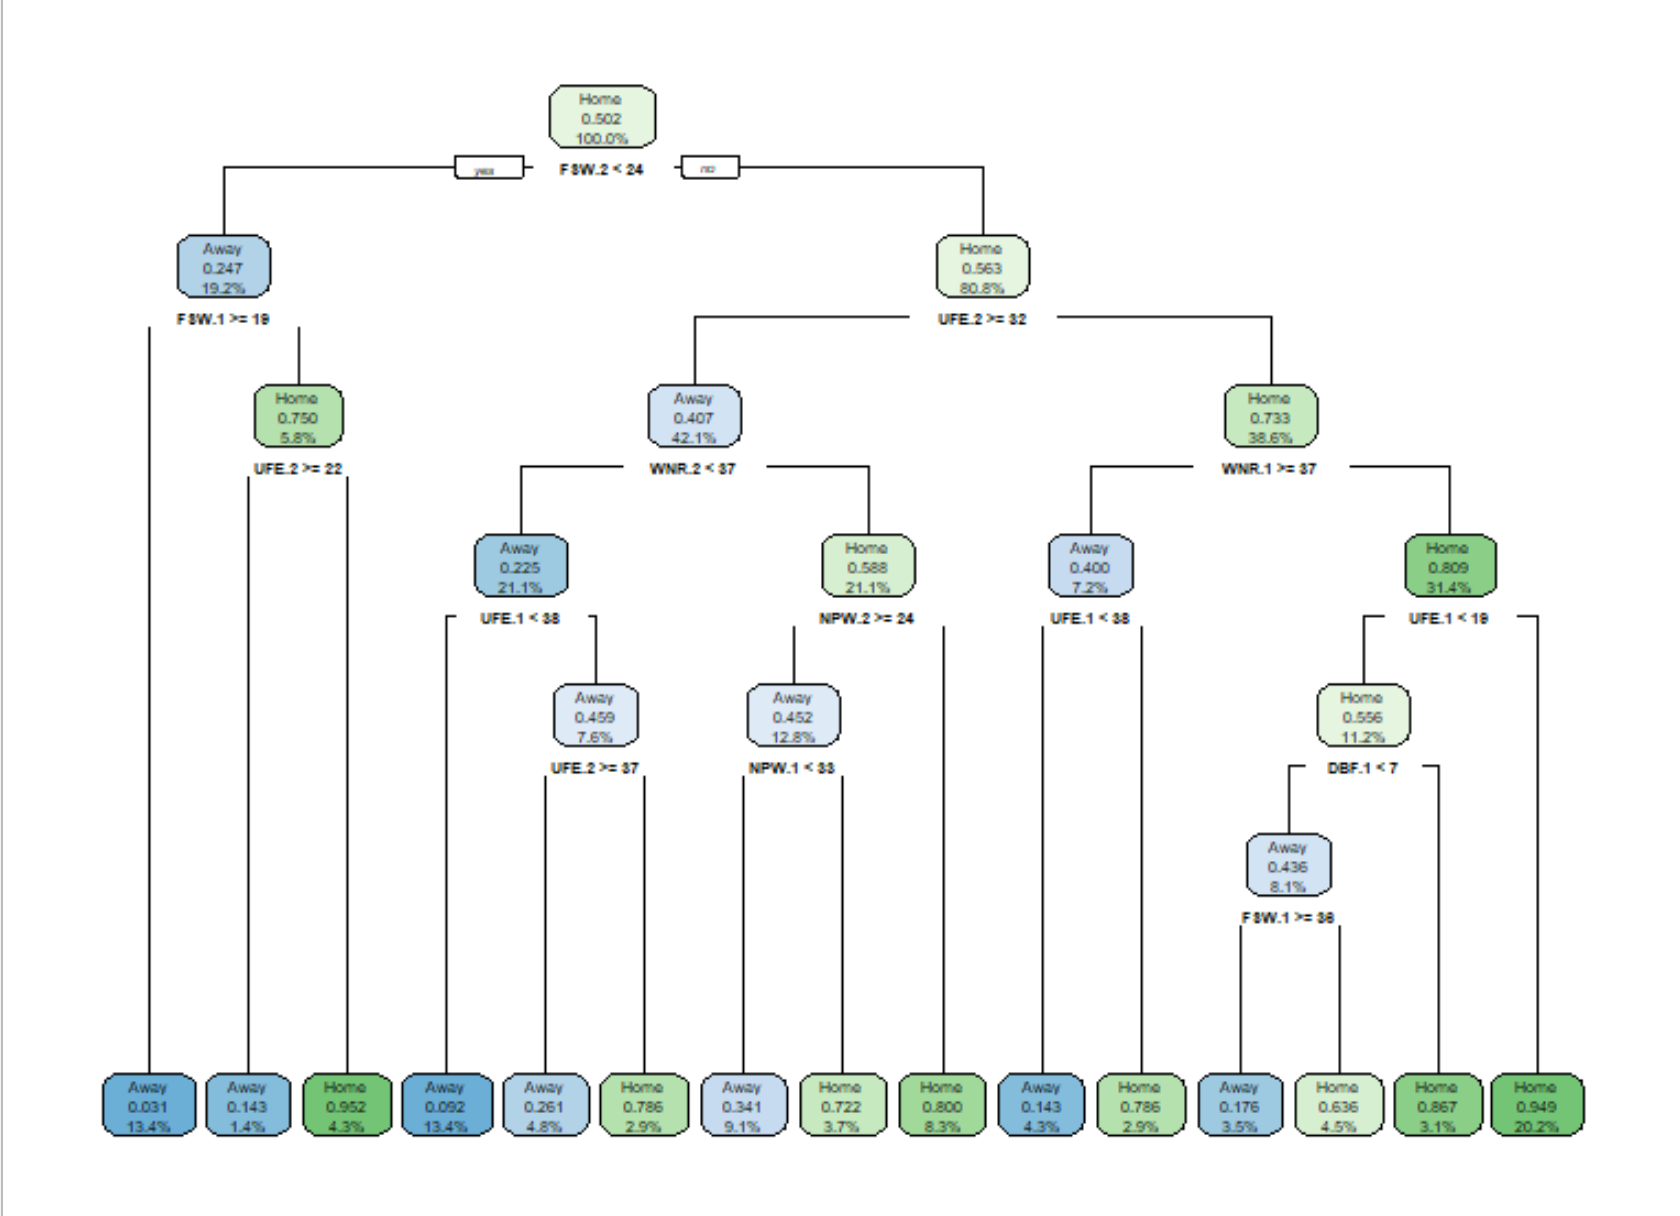 Home
0.502
100.0%
yes
FSW.2 < 24
no
Away
0.247
19.2%
Home
0.563
80.8%
FSW.1 >= 19
UFE.2 >= 32
Home
0.750
5.8%
Away
0.407
42.1%
Home
0.733
38.6%
UFE.2 >= 22
WNR.2 < 37
WNR.1 >= 37
Away
0.225
21.1%
Home
0.588
21.1%
Away
0.400
7.2%
Home
0.809
31.4%
UFE.1 < 38
NPW.2 >= 24
UFE.1 < 38
UFE.1 < 19
Away
0.459
7.6%
Away
0.452
12.8%
Home
0.556
11.2%
UFE.2 >= 37
NPW.1 < 33
DBF.1 < 7
Away
0.436
8.1%
FSW.1 >= 36
Away
0.031
13.4%
Away
0.143
1.4%
Home
0.952
4.3%
Away
0.092
13.4%
Away
0.261
4.8%
Home
0.786
2.9%
Away
0.341
9.1%
Home
0.722
3.7%
Home
0.800
8.3%
Away
0.143
4.3%
Home
0.786
2.9%
Away
0.176
3.5%
Home
0.636
4.5%
Home
0.867
3.1%
Home
0.949
20.2%